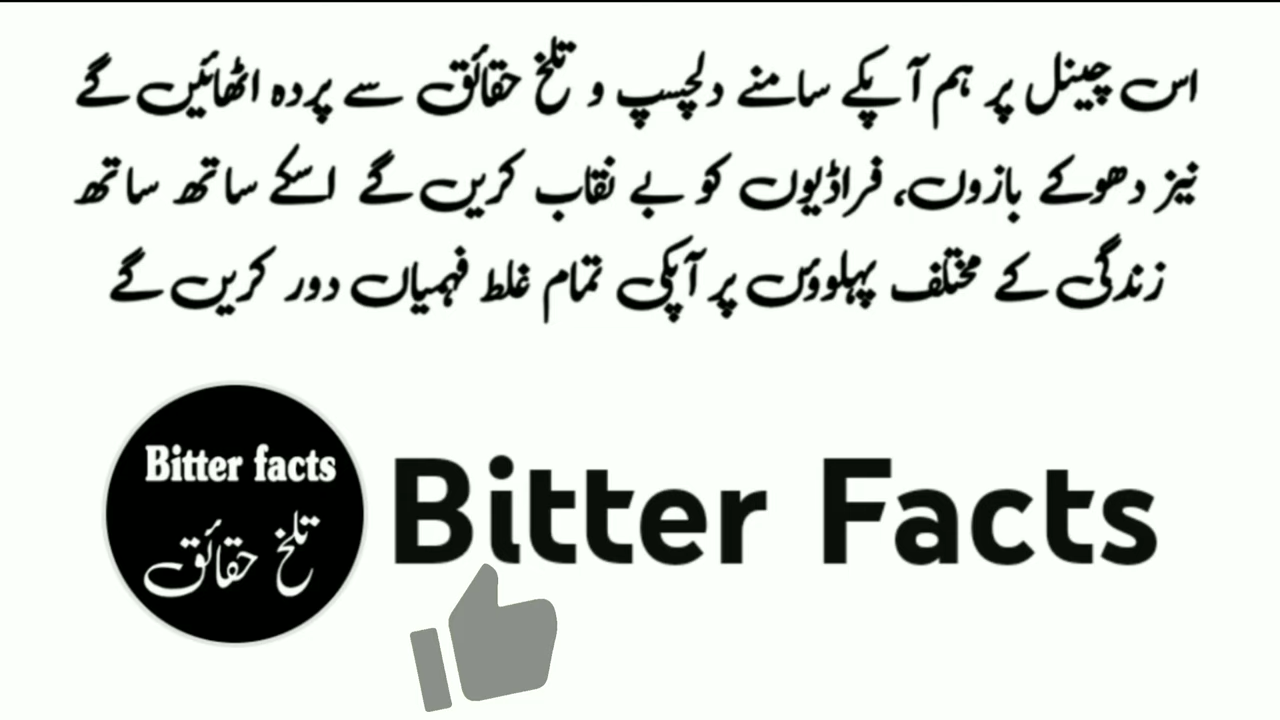 اس چینل پر ہم آپکے سامنے دلچسپ و تلخ حقائق سے پردہ اٹھائیں گے
نیز دھوکے بازوں، فراڈیوں کو بے نقاب کریں گے اسکے ساتھ ساتھ
زندگی کے مختلف پہلوؤں پر آپکی تمام غلط فہمیاں دور کریں گے
Bitter facts
تلخ حقائق
Bitter Facts